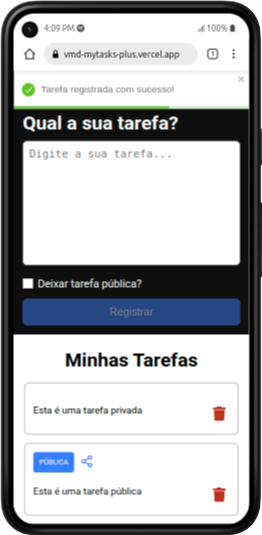 4:09 PM
100%
vmd-mytasks-plus.vercel.app
1
Tarefa registrada com sucesso!
Qual a sua tarefa?
Digite a sua tarefa...
Deixar tarefa pública?
Registrar
Minhas Tarefas
Esta é uma tarefa privada
PÚBLICA
Esta é uma tarefa pública